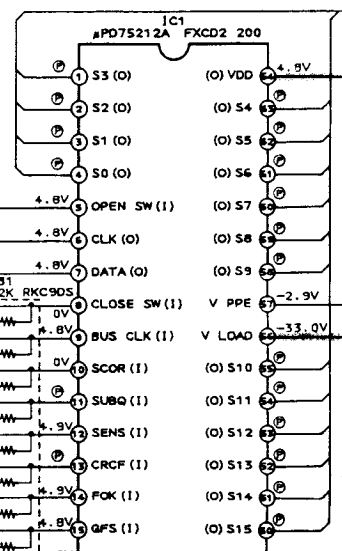 IC1
µPD75212A FXCD2 200
P 1 S3(O) (O) VDD 64 4.8V
P 2 S2(O) (O) S4 63 P
P 3 S1(O) (O) S5 62 P
P 4 S0(O) (O) S6 61 P
4.8V 5 OPEN SW(I) (O) S7 60 P
4.8V 6 CLK(O) (O) S8 59 P
4.8V 7 DATA(O) (O) S9 58 P
2K RKC9DS
0V 8 CLOSE SW(I) V PPE 57 -2.9V
4.8V 9 BUS CLK(I) V LOAD 56 -33.0V
0V 10 SCOR(I) (O) S10 55 P
P 11 SUBQ(I) (O) S11 54 P
4.9V 12 SENS(I) (O) S12 53 P
P 13 CRCF(I) (O) S13 52 P
4.9V 14 FOK(I) (O) S14 51 P
4.8V 15 GFS(I) (O) S15 50 P